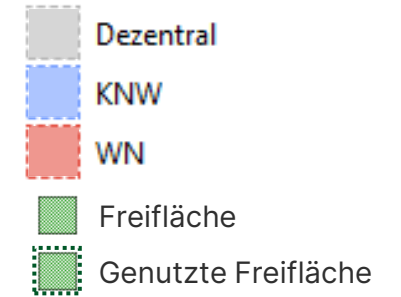 Dezentral
KNW
WN
Freifläche
Genutzte Freifläche